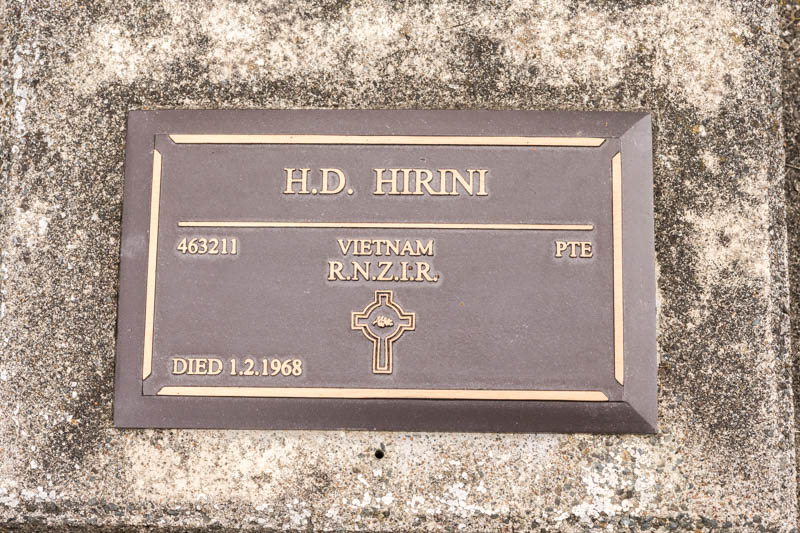 H.D. HIRINI
463211 VIETNAM PTE
R.N.Z.I.R.
DIED 1.2.1968